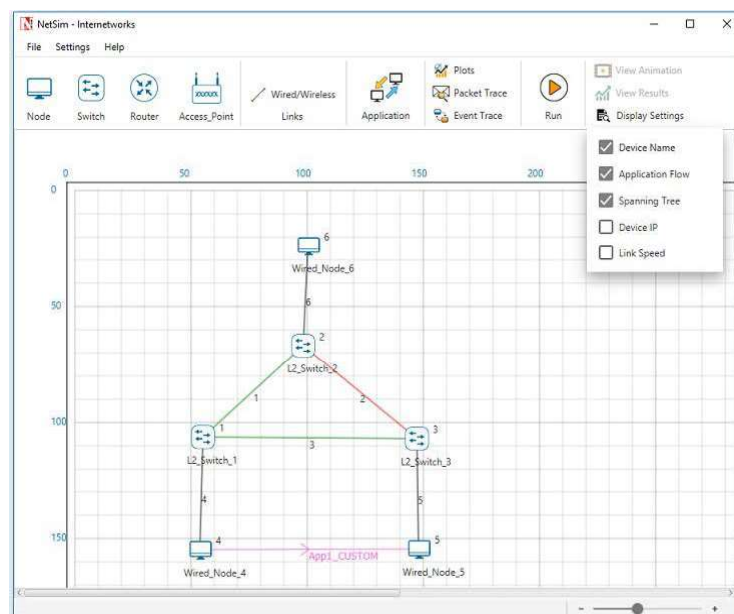 NetSim - Internetworks
File Settings Help
Node
Switch
Router
XXXXX
Access_Point
Wired/Wireless
Links
Application
Plots
Packet Trace
Event Trace
Run
View Animation
View Results
Display Settings
Device Name
Application Flow
Spanning Tree
Device IP
Link Speed
0 50 100 150 200
0
6
Wired_Node_6
50
6
2
L2_Switch_2
1
2
100
1
3
3
L2_Switch_1
L2_Switch_3
4
5
150
4
5
App1_CUSTOM
Wired_Node_4
Wired_Node_5